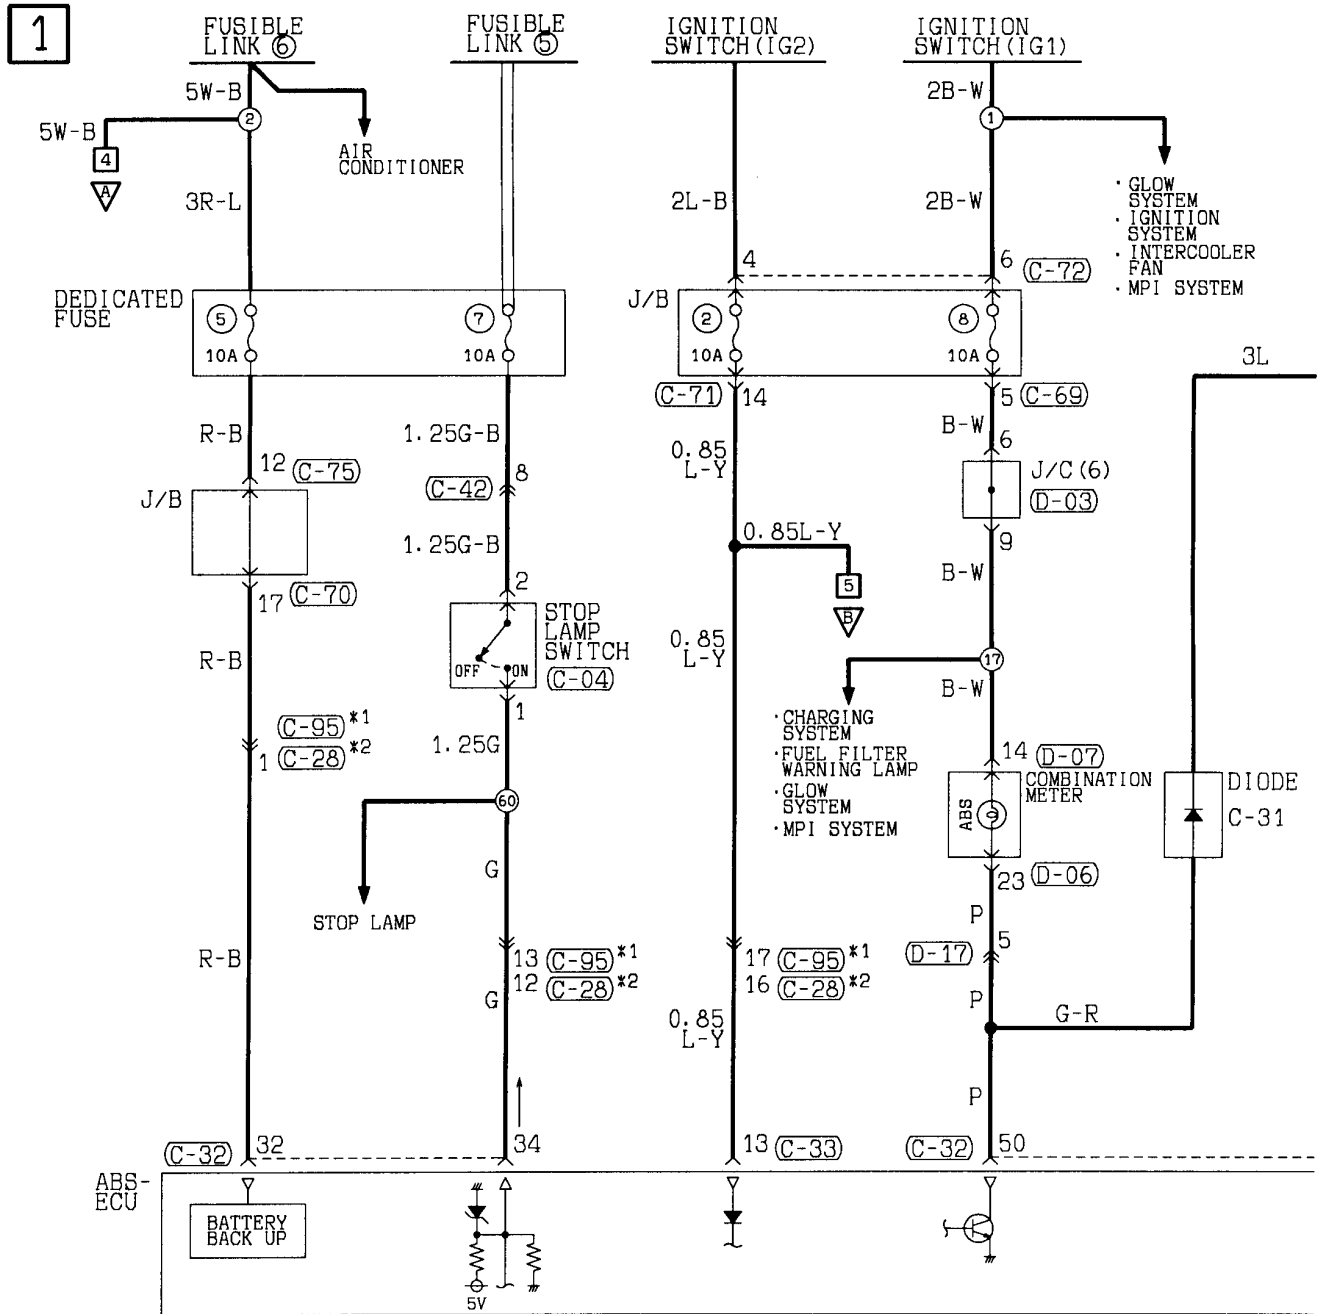 1
FUSIBLE
LINK ⑥
FUSIBLE
LINK ⑤
IGNITION
SWITCH(IG2)
IGNITION
SWITCH(IG1)
5W-B
2B-W
5W-B
2
1
4
A
AIR
CONDITIONER
3R-L
2L-B
2B-W
· GLOW
SYSTEM
· IGNITION
SYSTEM
· INTERCOOLER
FAN
· MPI SYSTEM
4
6
C-72
DEDICATED
FUSE
J/B
5
7
2
8
10A
10A
10A
10A
3L
C-71
14
5
C-69
R-B
1.25G-B
0.85
L-Y
B-W
6
12
C-75
8
C-42
J/C(6)
D-03
J/B
1.25G-B
0.85L-Y
9
17
C-70
2
5
B
B-W
STOP
LAMP
SWITCH
OFF
ON
C-04
R-B
0.85
L-Y
17
B-W
C-95 *1
1
C-28 *2
1
1.25G
· CHARGING
SYSTEM
· FUEL FILTER
WARNING LAMP
· GLOW
SYSTEM
· MPI SYSTEM
14
D-07
COMBINATION
METER
ABS
DIODE
C-31
60
G
23
D-06
STOP LAMP
P
5
D-17
R-B
13
C-95 *1
12
C-28 *2
17
C-95 *1
16
C-28 *2
G
P
G-R
0.85
L-Y
P
C-32
32
34
13
C-33
C-32
50
ABS-
ECU
BATTERY
BACK UP
5V